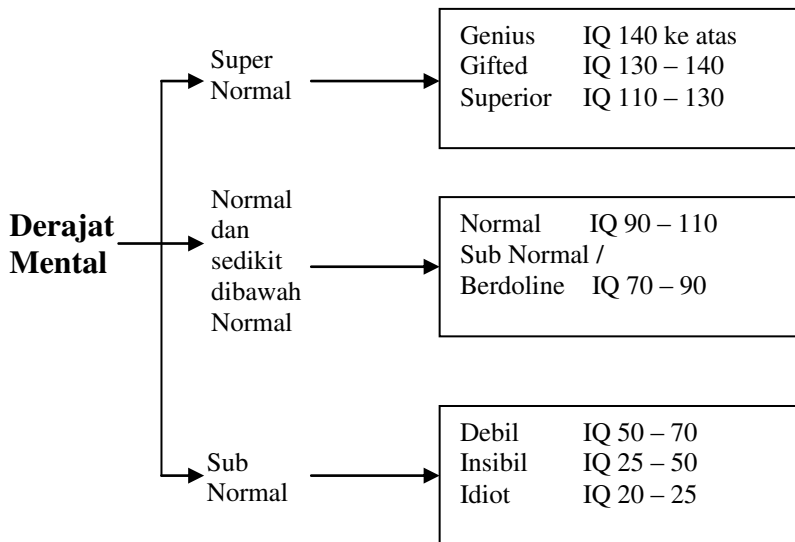 Derajat
Mental
Super
Normal
Genius IQ 140 ke atas
Gifted IQ 130 – 140
Superior IQ 110 – 130
Normal
dan
sedikit
dibawah
Normal
Normal IQ 90 – 110
Sub Normal /
Berdoline IQ 70 – 90
Sub
Normal
Debil IQ 50 – 70
Insibil IQ 25 – 50
Idiot IQ 20 – 25